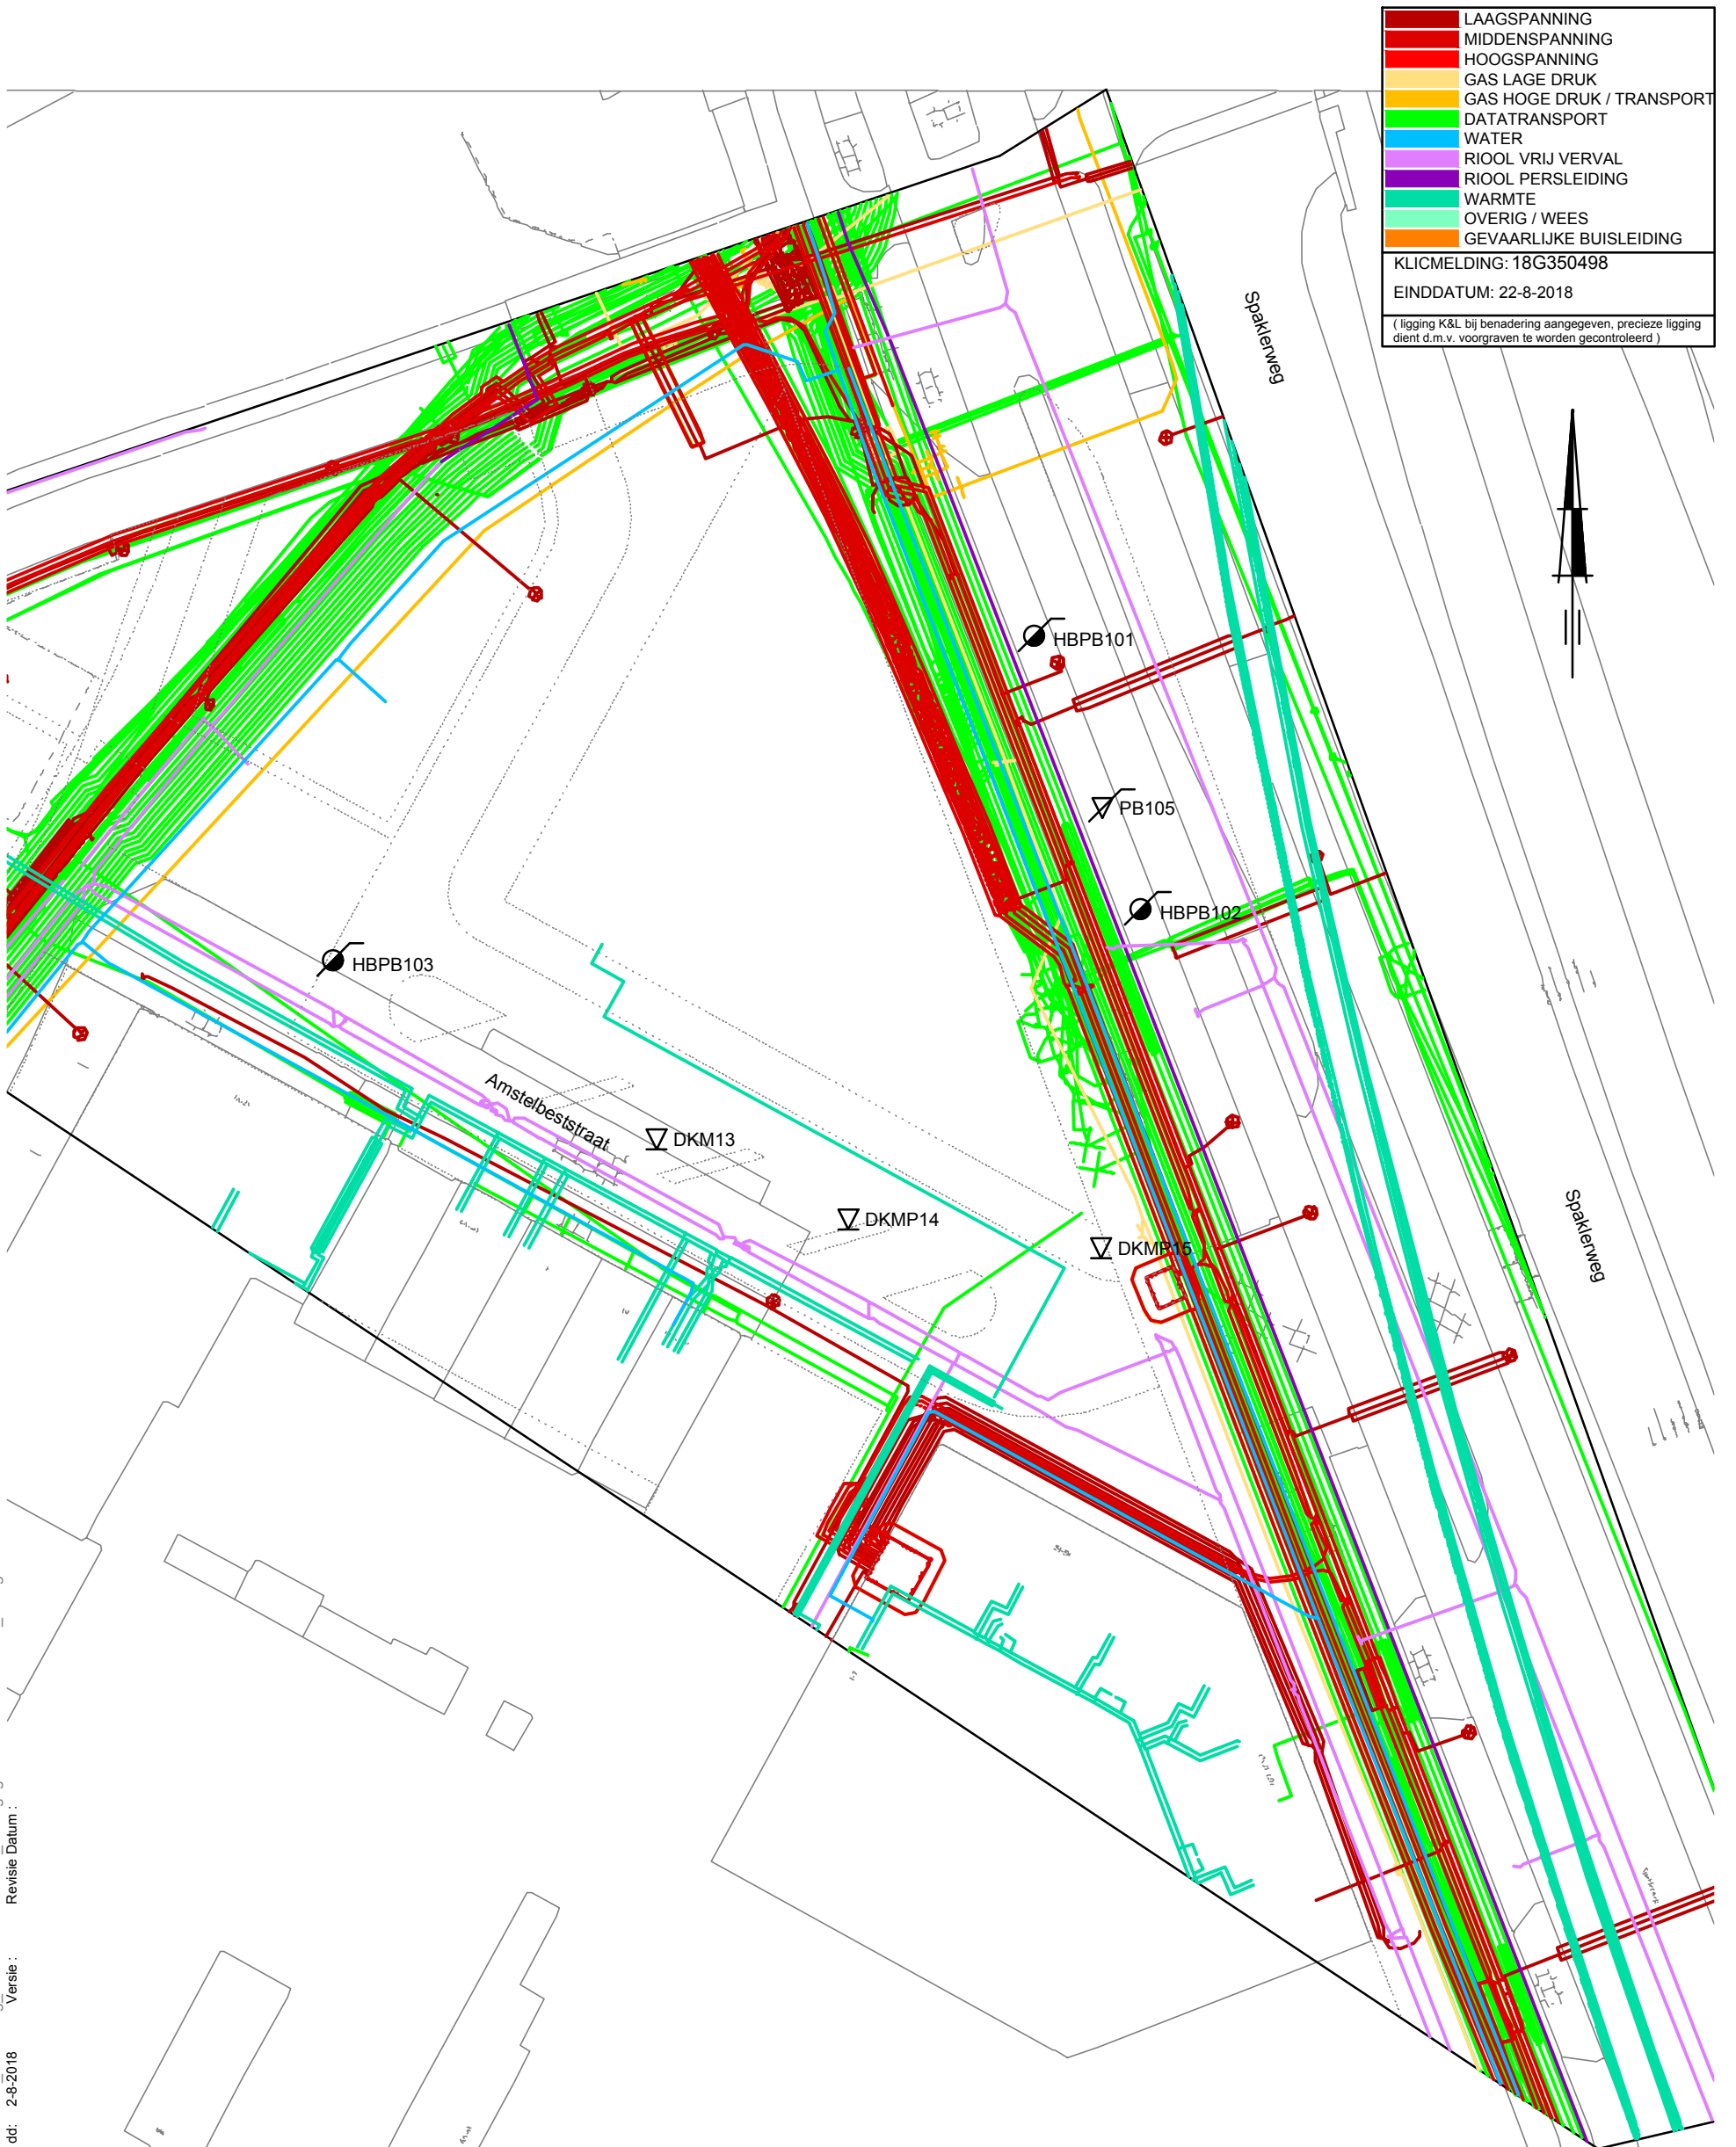 LAAGSPANNING
MIDDENSPANNING
HOOGSPANNING
GAS LAGE DRUK
GAS HOGE DRUK / TRANSPORT
DATATRANSPORT
WATER
RIOOL VRIJ VERVAL
RIOOL PERSLEIDING
WARMTE
OVERIG / WEES
GEVAARLIJKE BUISLEIDING
KLICMELDING: 18G350498
EINDDATUM: 22-8-2018
( ligging K&L bij benadering aangegeven, precieze ligging
dient d.m.v. voorgraven te worden gecontroleerd )
Spaklerweg
HBPB101
PB105
HBPB102
HBPB103
Amstelbeststraat
DKM13
DKMP14
DKMP15
Spaklerweg
Revisie Datum :
Versie :
dd: 2-8-2018